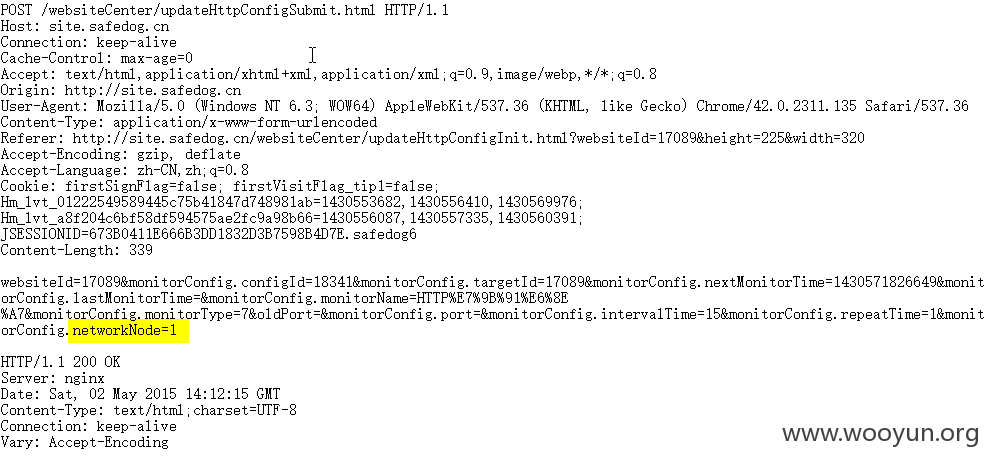 POST /websiteCenter/updateHttpConfigSubmit.html HTTP/1.1
Host: site.safedog.cn
Connection: keep-alive
Cache-Control: max-age=0
Accept: text/html,application/xhtml+xml,application/xml;q=0.9,image/webp,*/*;q=0.8
Origin: http://site.safedog.cn
User-Agent: Mozilla/5.0 (Windows NT 6.3; WOW64) AppleWebKit/537.36 (KHTML, like Gecko) Chrome/42.0.2311.135 Safari/537.36
Content-Type: application/x-www-form-urlencoded
Referer: http://site.safedog.cn/websiteCenter/updateHttpConfigInit.html?websiteId=17089&height=225&width=320
Accept-Encoding: gzip, deflate
Accept-Language: zh-CN,zh;q=0.8
Cookie: firstSignFlag=false; firstVisitFlag_tip1=false;
Hm_lvt_01222549589445c75b41847d748981ab=1430553682,1430556410,1430569976;
Hm_lvt_a8f204c6bf58df594575ae2fc9a98b66=1430556087,1430557335,1430560391;
JSESSIONID=673B0411E666B3DD1832D3B7598B4D7E.safedog6
Content-Length: 339
websiteId=17089&monitorConfig.configId=18341&monitorConfig.targetId=17089&monitorConfig.nextMonitorTime=1430571826649&monit
orConfig.lastMonitorTime=&monitorConfig.monitorName=HTTP%E7%9B%91%E6%8E
%A7&monitorConfig.monitorType=7&oldPort=&monitorConfig.port=&monitorConfig.intervalTime=15&monitorConfig.repeatTime=1&monit
orConfig.networkNode=1
HTTP/1.1 200 OK
Server: nginx
Date: Sat, 02 May 2015 14:12:15 GMT
Content-Type: text/html;charset=UTF-8
Connection: keep-alive
Vary: Accept-Encoding
www.wooyun.org